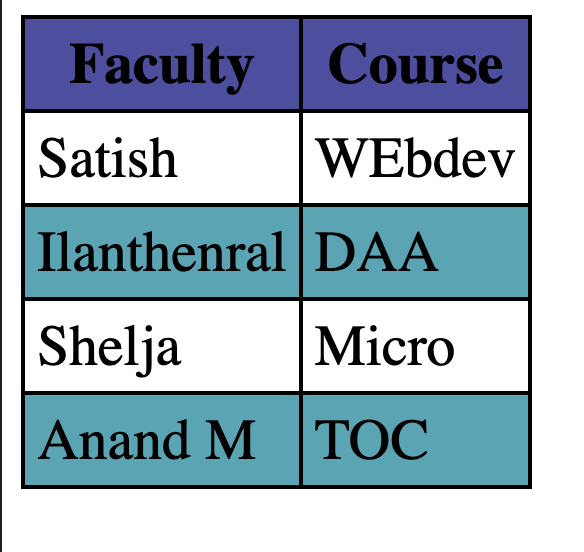 Faculty Course
Satish WEbdev
Ilanthenral DAA
Shelja Micro
Anand M TOC